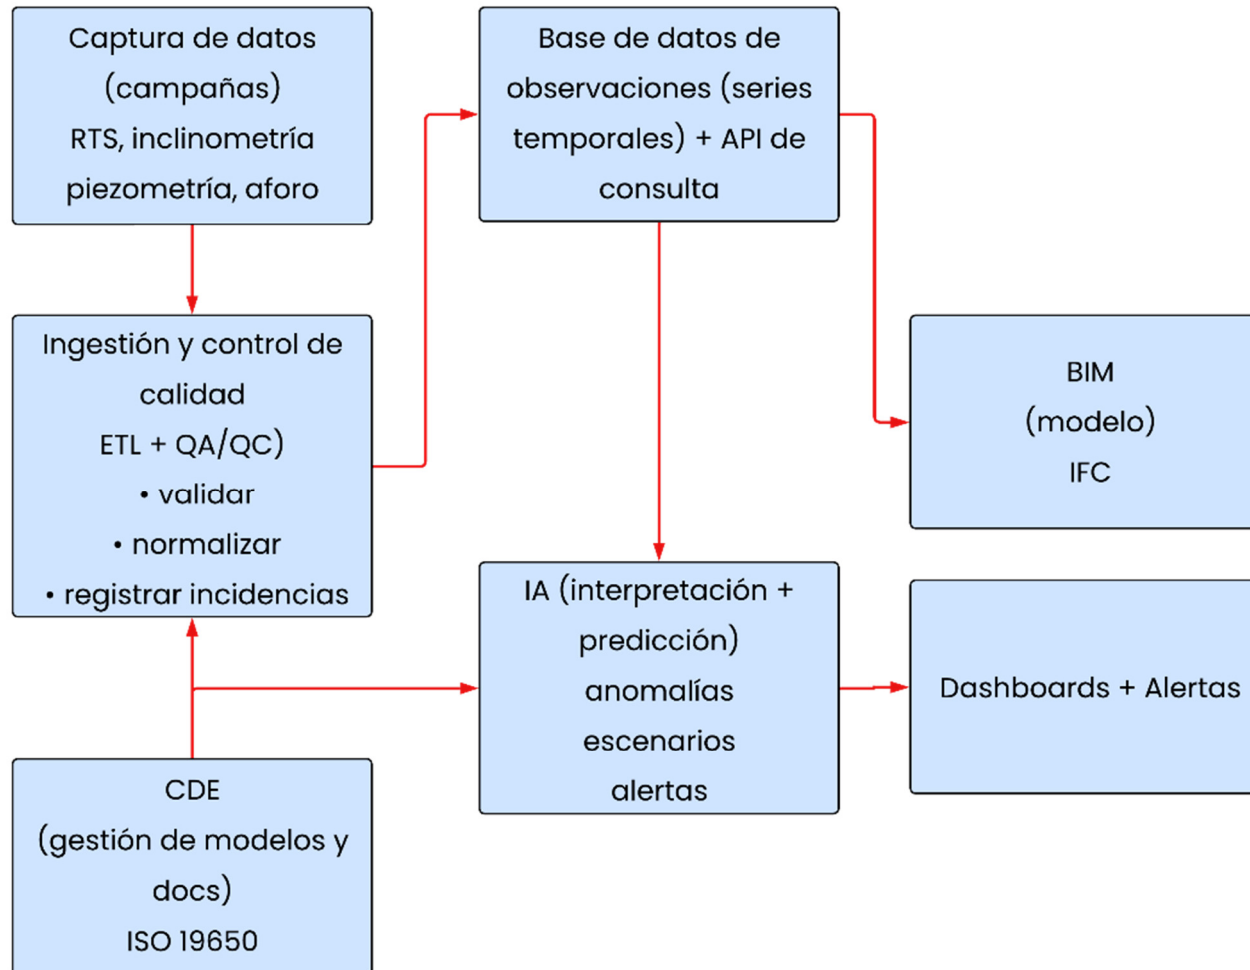 Captura de datos
(campañas)
RTS, inclinometría
piezometría, aforo
Base de datos de
observaciones (series
temporales) + API de
consulta
Ingestión y control de
calidad
ETL + QA/QC)
• validar
• normalizar
• registrar incidencias
BIM
(modelo)
IFC
IA (interpretación +
predicción)
anomalías
escenarios
alertas
Dashboards + Alertas
CDE
(gestión de modelos y
docs)
ISO 19650